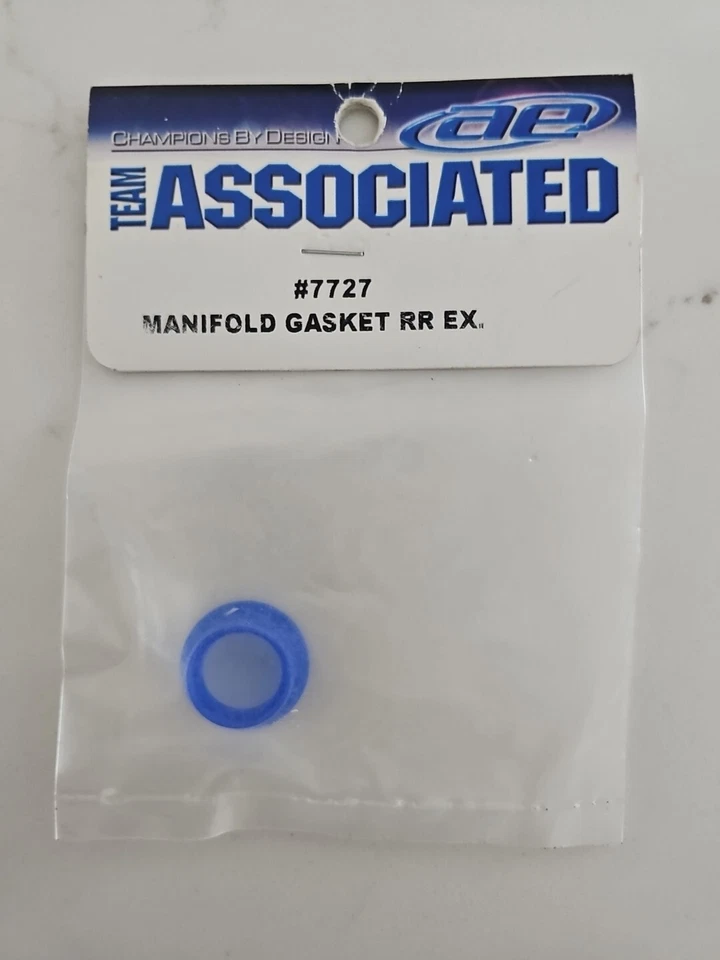 CHAMPIONS BY DESIGN
ae
TEAM ASSOCIATED
#7727
MANIFOLD GASKET RR EX.